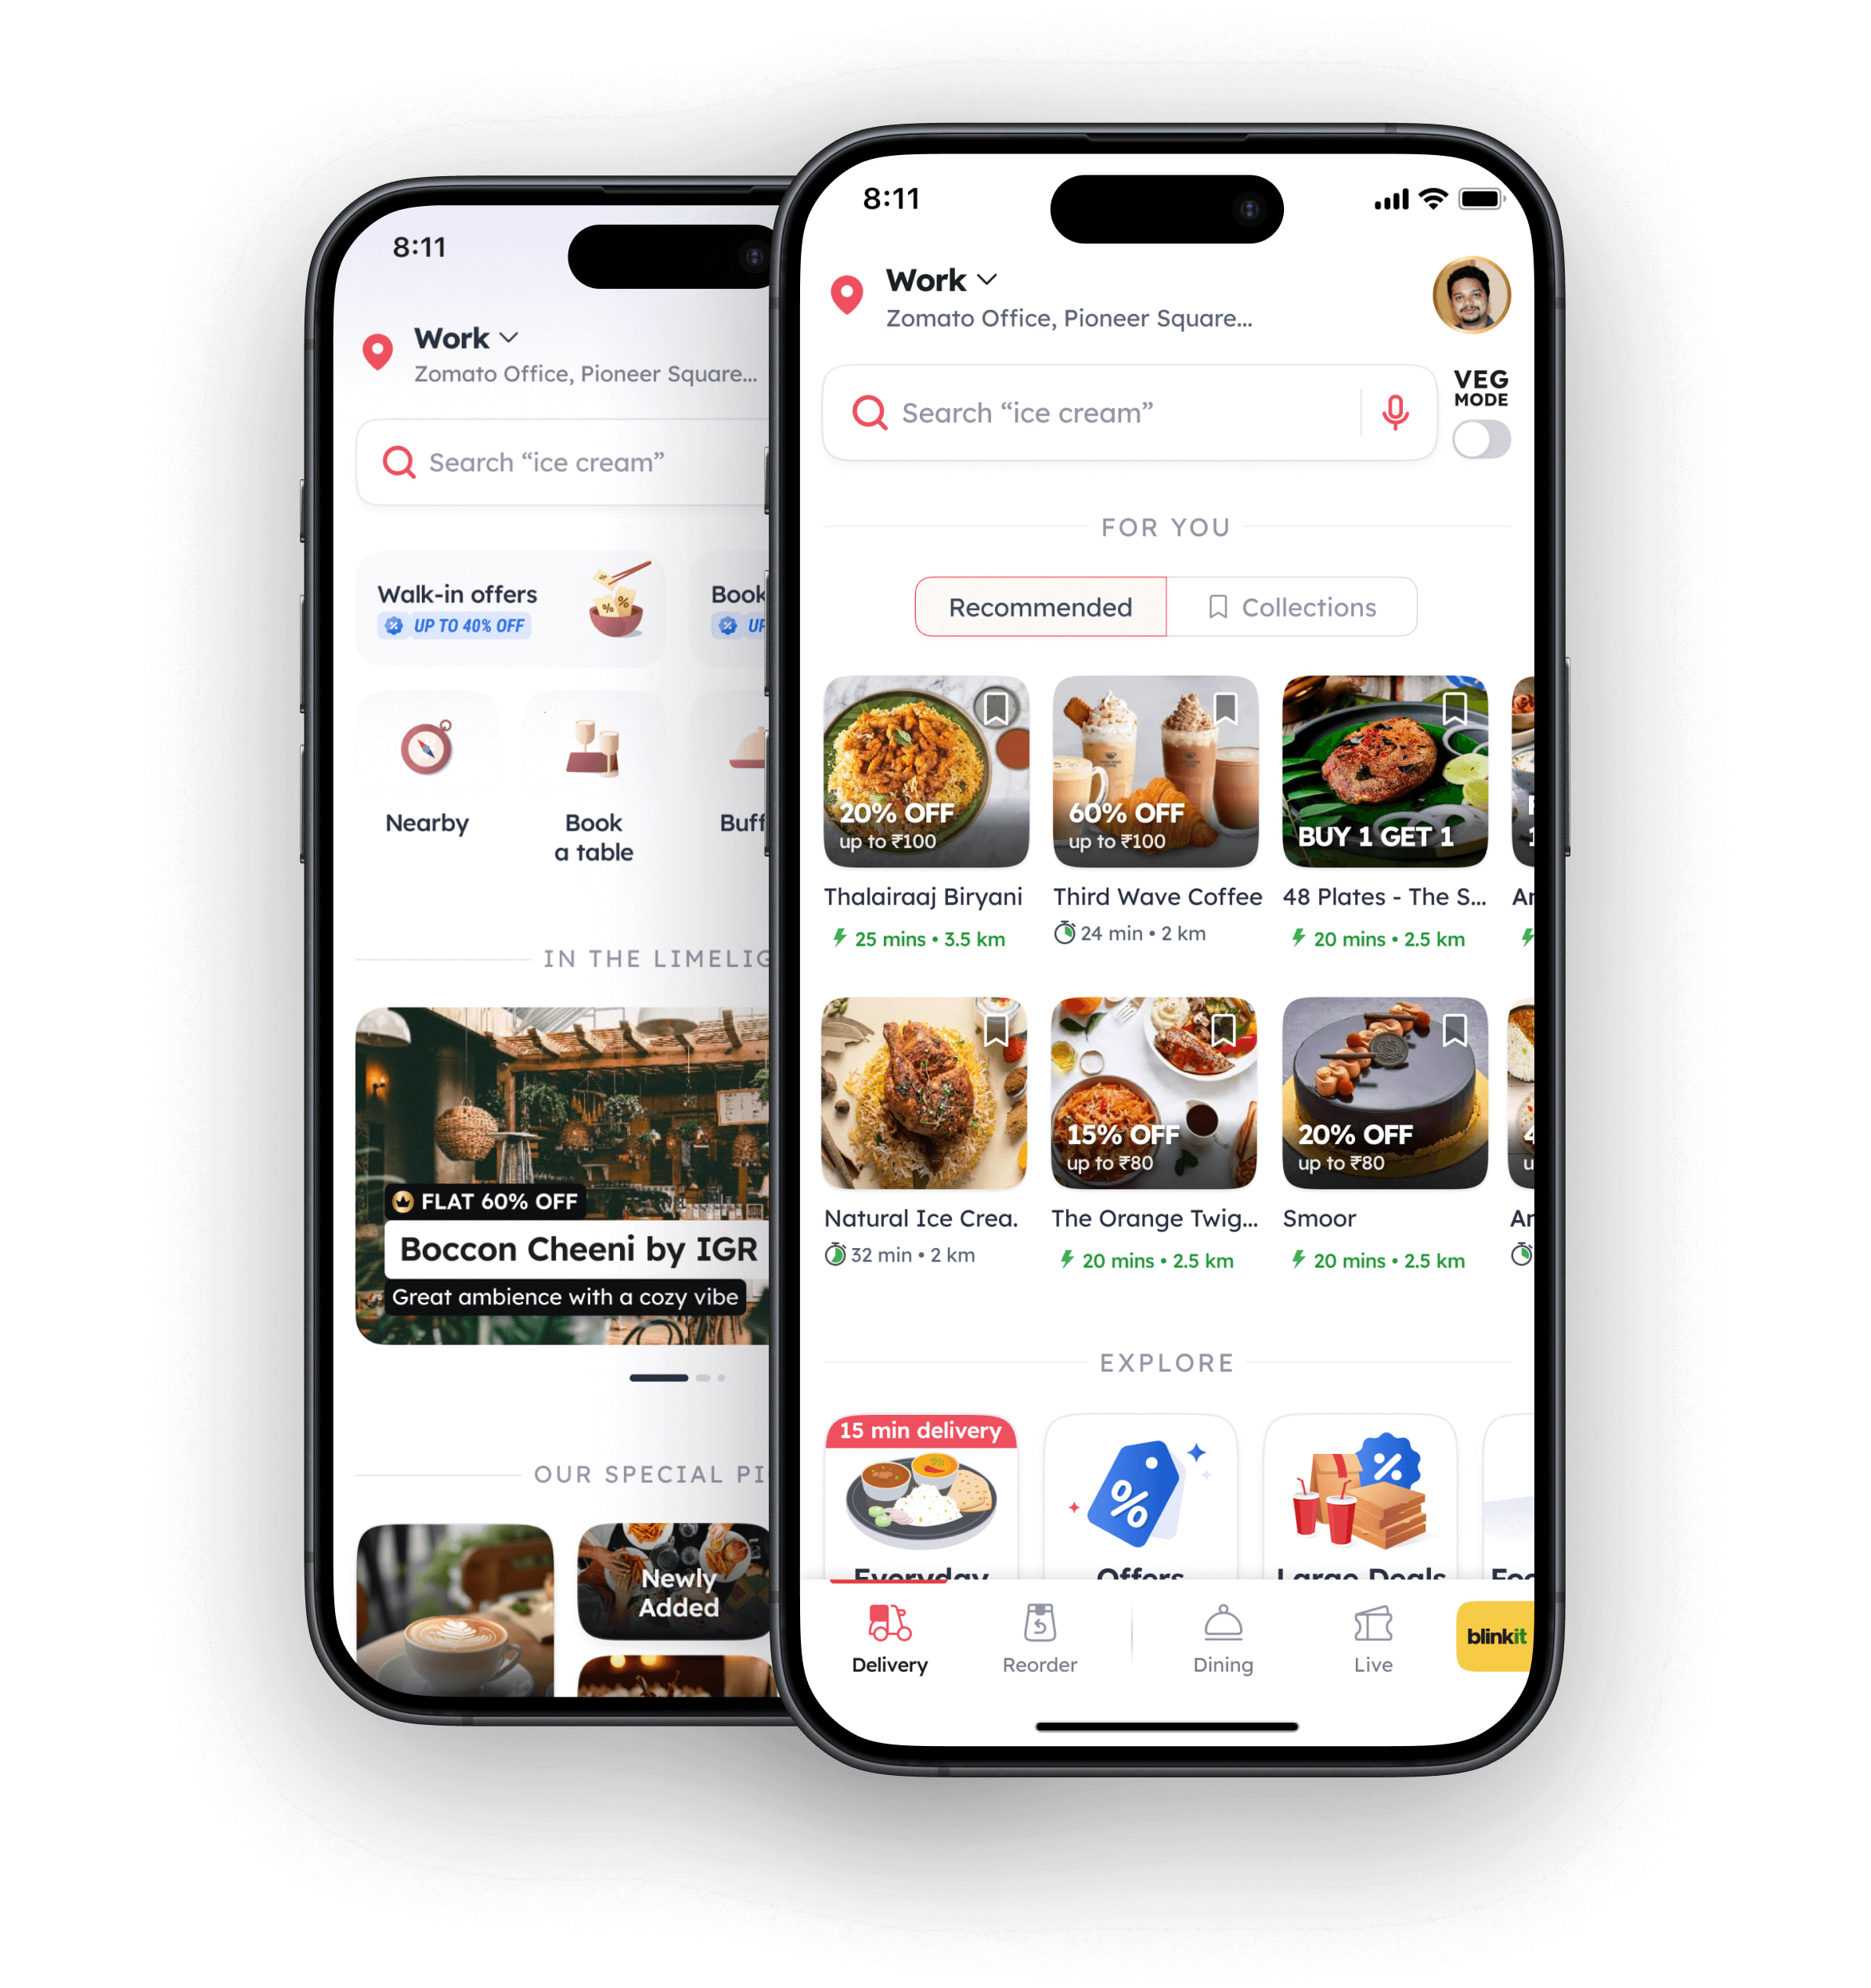 8:11
Work
Zomato Office, Pioneer Square...
Search “ice cream”
Walk-in offers
UP TO 40% OFF
Book
Nearby
Book
a table
Buff
IN THE LIMELIG
FLAT 60% OFF
Boccon Cheeni by IGR
Great ambience with a cozy vibe
OUR SPECIAL PI
Newly
Added
8:11
Work
Zomato Office, Pioneer Square...
Search “ice cream”
VEG
MODE
FOR YOU
Recommended
Collections
20% OFF
up to ₹100
60% OFF
up to ₹100
BUY 1 GET 1
Thalairaaj Biryani
Third Wave Coffee
48 Plates - The S...
25 mins • 3.5 km
24 min • 2 km
20 mins • 2.5 km
15% OFF
up to ₹80
20% OFF
up to ₹80
Natural Ice Crea.
The Orange Twig...
Smoor
32 min • 2 km
20 mins • 2.5 km
20 mins • 2.5 km
EXPLORE
15 min delivery
%
%
Everyday
Offers
Large Deals
Delivery
Reorder
Dining
Live
blinkit